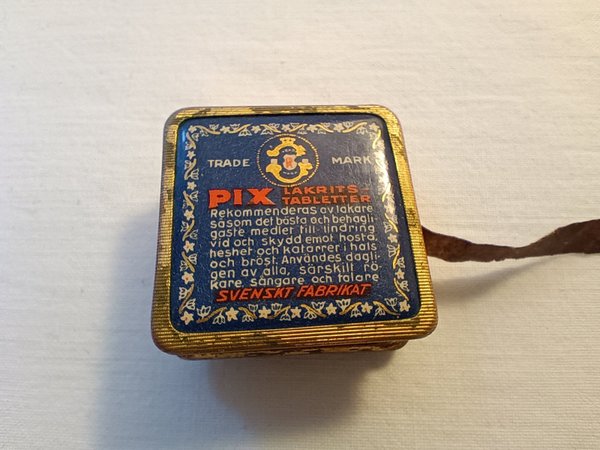 TRADE MARK
PIX LAKRITS-
TABLETTER
Rekommenderas av läkare
såsom det bästa och behagli-
gaste medlet till lindring
vid och skydd emot hosta,
heshet och katarrer i hals
och bröst. Användes dagli-
gen av alla, särskilt rö-
kare, sångare och talare
SVENSKT FABRIKAT